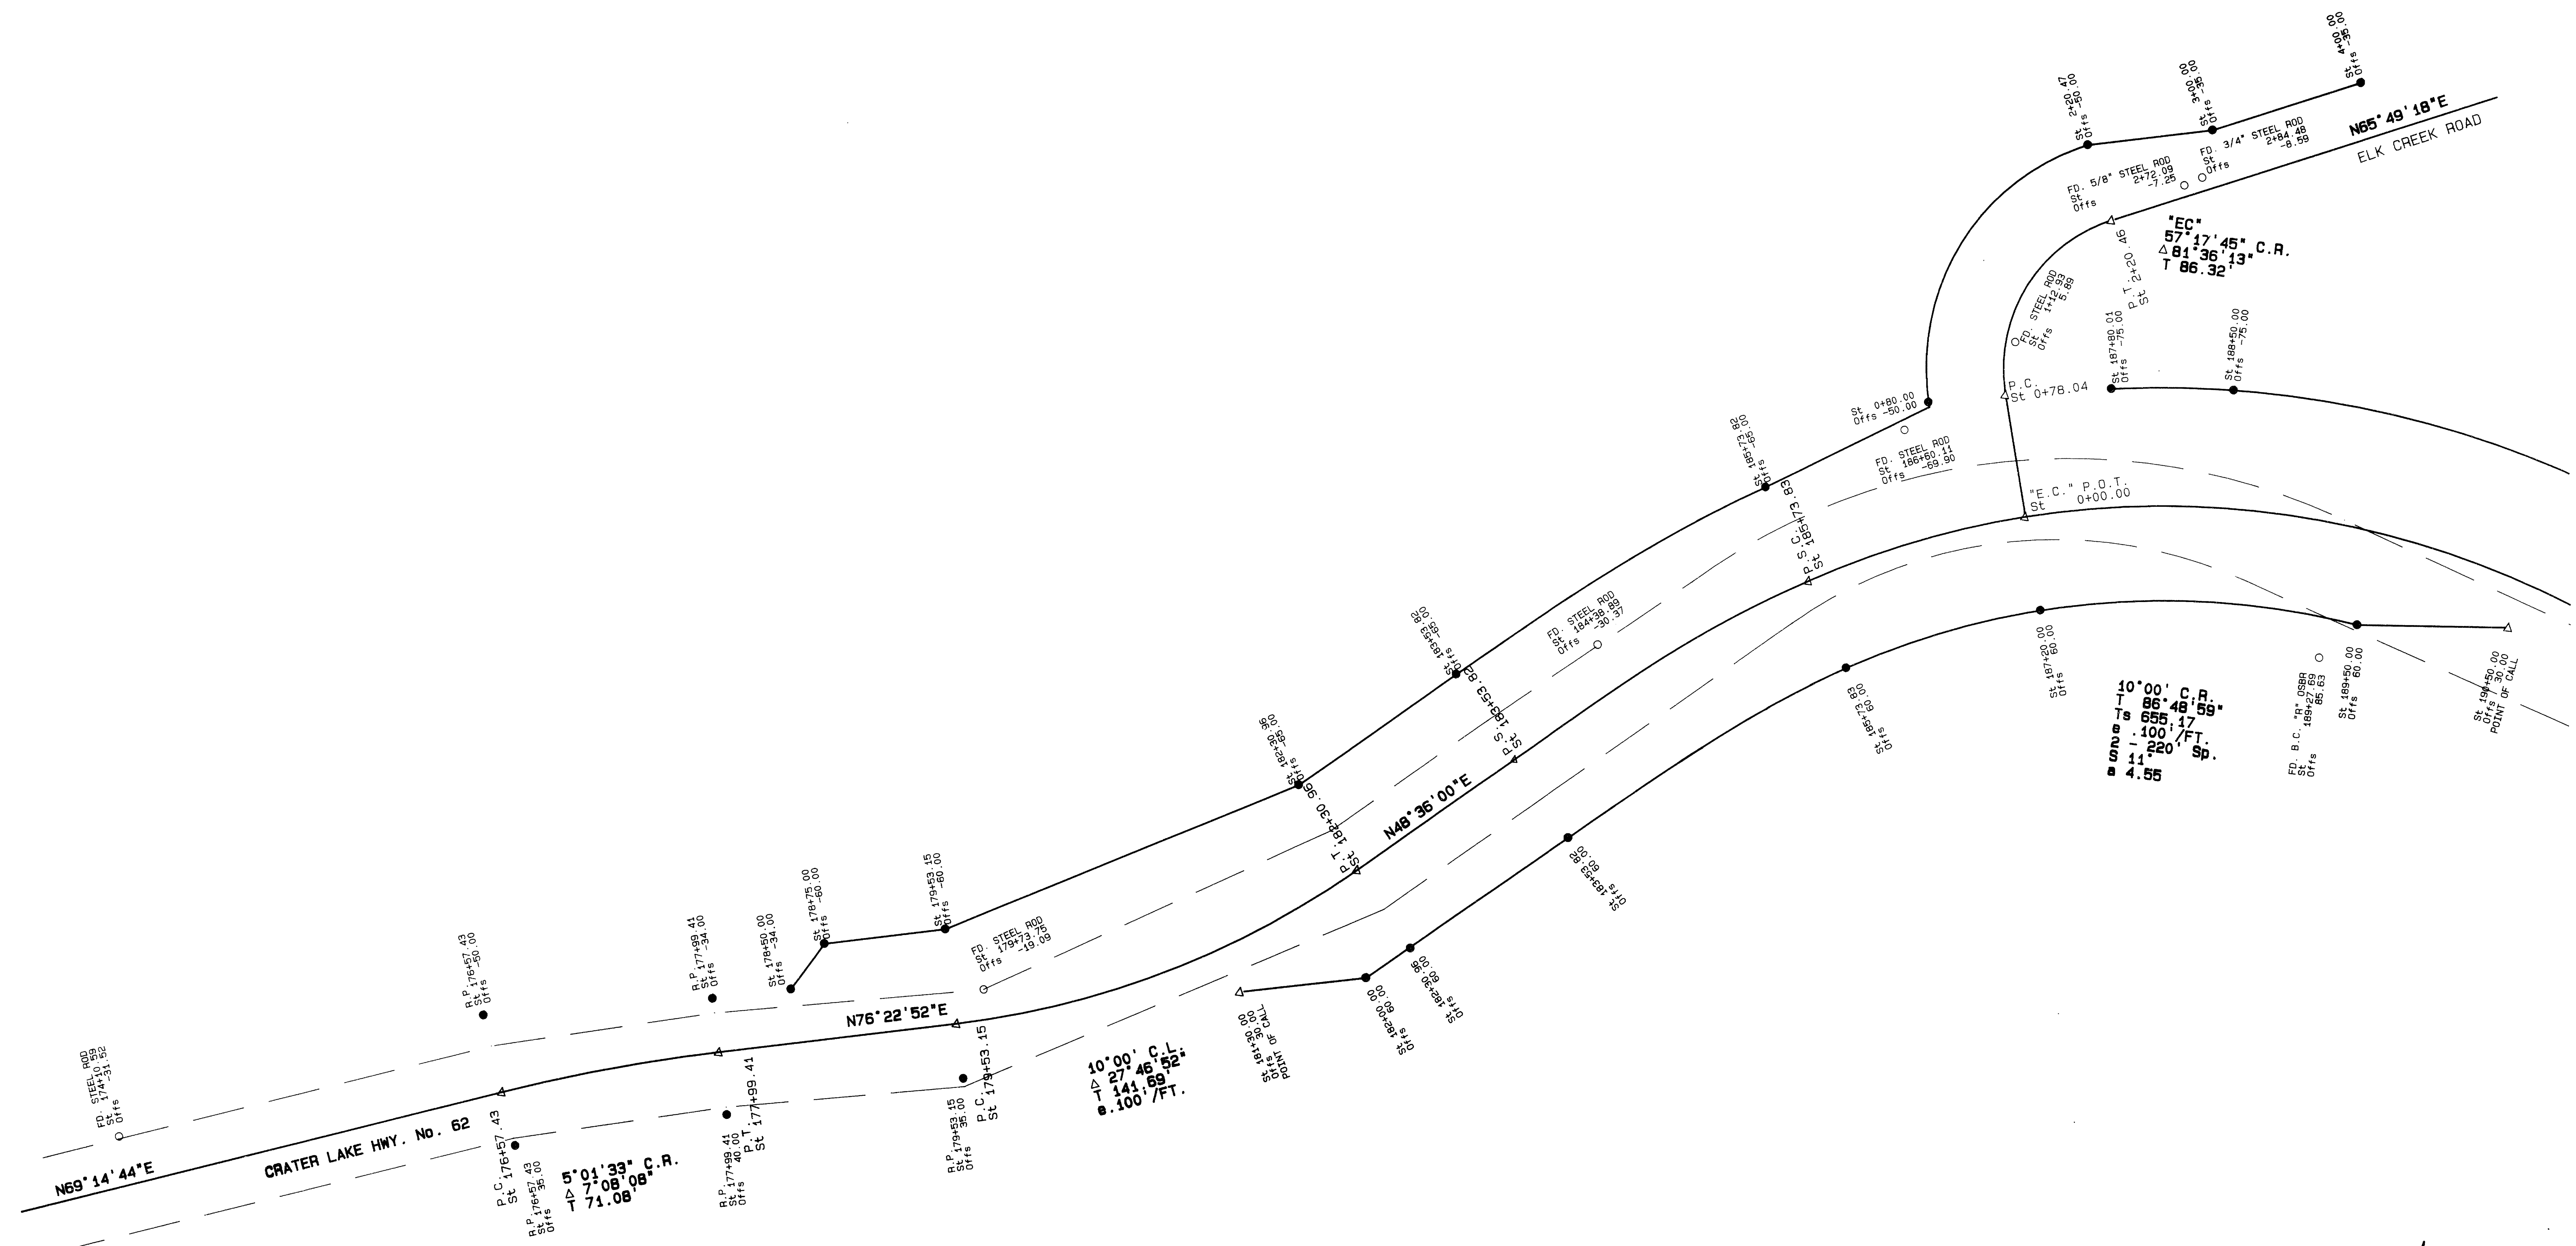 St 4+00.00
Offs -35.00
St 3+00.00
Offs -35.00
St 2+20.47
Offs -50.00
N65°49'18"E
ELK CREEK ROAD
FD. 3/4" STEEL ROD
St 2+84.48
Offs -8.59
FD. 5/8" STEEL ROD
St 2+72.09
Offs -7.25
"EC"
57°17'45" C.R.
△ 81°36'13"
T 86.32'
P.T.
St 2+20.46
FD. STEEL ROD
St 1+12.93
Offs 5.89
St 187+80.01
Offs -75.00
St 188+50.00
Offs -75.00
P.C.
St 0+78.04
St 0+80.00
Offs -50.00
FD. STEEL ROD
St 186+60.11
Offs -69.90
St 185+73.82
Offs -65.00
P.S.C.
St 185+73.83
"E.C." P.O.T.
St 0+00.00
FD. STEEL ROD
St 184+38.89
Offs -30.37
St 183+53.82
Offs -65.00
P.S.
St 183+53.82
St 182+30.96
Offs -65.00
P.T.
St 182+30.96
N48°36'00"E
St 185+73.83
Offs 60.00
St 187+20.00
Offs 60.00
10°00' C.R.
T 86°48'59"
Ts 655.17
e .100'/FT.
2 - 220' Sp.
S 11°
a 4.55
FD. B.C. "R" OSBR
St 189+27.69
Offs 85.63
St 189+50.00
Offs 60.00
St 190+50.00
Offs 30.00
POINT OF CALL
St 183+53.82
Offs 60.00
St 182+30.96
Offs 60.00
St 182+00.00
Offs 60.00
St 181+30.00
Offs 30.00
POINT OF CALL
St 178+75.00
Offs -60.00
St 179+53.15
Offs -60.00
St 178+50.00
Offs -34.00
R.P.
St 177+99.41
Offs -34.00
R.P.
St 176+57.43
Offs -50.00
FD. STEEL ROD
St 179+73.75
Offs -19.09
N76°22'52"E
P.C.
St 179+53.15
10°00' C.L.
△ 27°46'52"
T 141.69'
e.100'/FT.
FD. STEEL ROD
St 174+10.59
Offs -31.52
N69°14'44"E
CRATER LAKE HWY. No. 62
P.C.
St 176+57.43
R.P.
St 176+57.43
Offs 35.00
5°01'33" C.R.
△ 7°08'08"
T 71.08'
R.P.
St 177+99.41
Offs 40.00
P.T.
St 177+99.41
R.P.
St 179+53.15
Offs 35.00